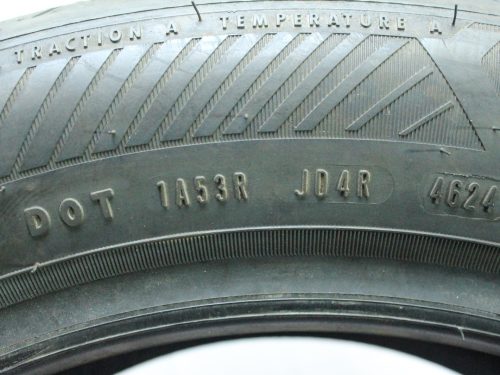 TRACTION A TEMPERATURE A
DOT 1A53R JD4R 4624